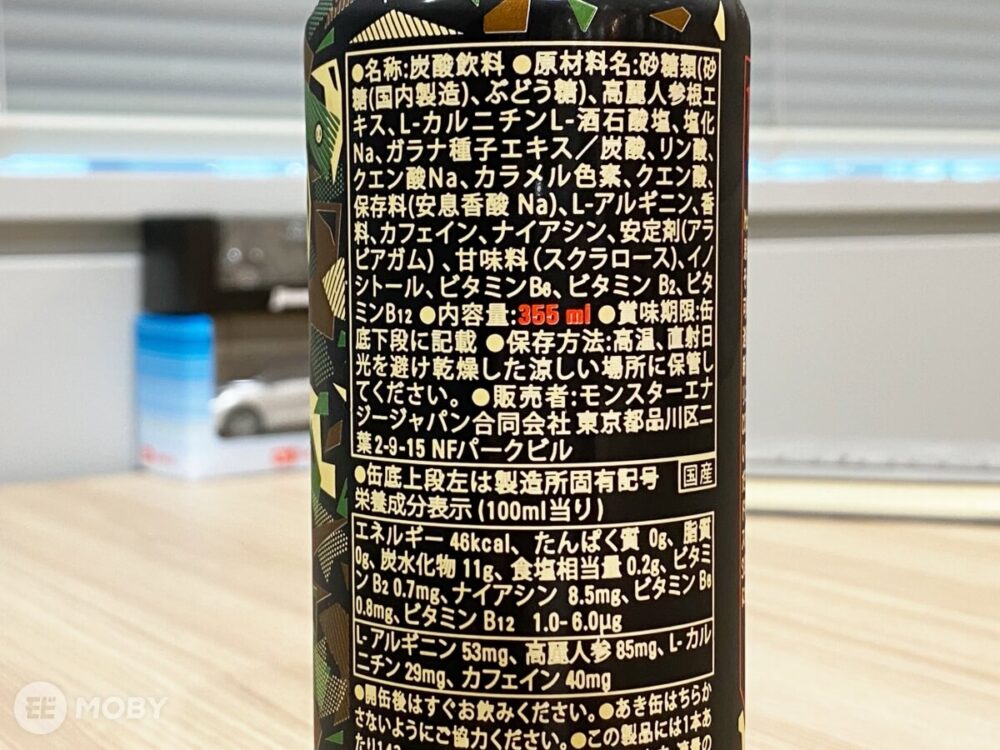 ●名称:炭酸飲料 ●原材料名:砂糖類(砂
糖(国内製造)、ぶどう糖)、高麗人参根エ
キス、L-カルニチンL-酒石酸塩、塩化
Na、ガラナ種子エキス／炭酸、リン酸、
クエン酸Na、カラメル色素、クエン酸、
保存料(安息香酸 Na)、L-アルギニン、香
料、カフェイン、ナイアシン、安定剤(アラ
ビアガム)、甘味料(スクラロース)、イノ
シトール、ビタミンB6、ビタミン B2、ビタ
ミンB12 ●内容量:355 ml ●賞味期限:缶
底下段に記載 ●保存方法:高温、直射日
光を避け乾燥した涼しい場所に保管し
てください。 ●販売者:モンスターエナ
ジージャパン合同会社 東京都品川区二
葉2-9-15 NFパークビル
●缶底上段左は製造所固有記号 国産
栄養成分表示 (100ml当り)
エネルギー 46kcal、たんぱく質 0g、脂質
0g、炭水化物 11g、食塩相当量 0.2g、ビタミ
ン B2 0.7mg、ナイアシン 8.5mg、ビタミン B6
0.8mg、ビタミン B12 1.0-6.0μg
L-アルギニン 53mg、高麗人参 85mg、L-カル
ニチン 29mg、カフェイン 40mg
●開缶後はすぐお飲みください。●あき缶はちらか
さないようにご協力ください。●この製品には1本あ
たり142
MOBY